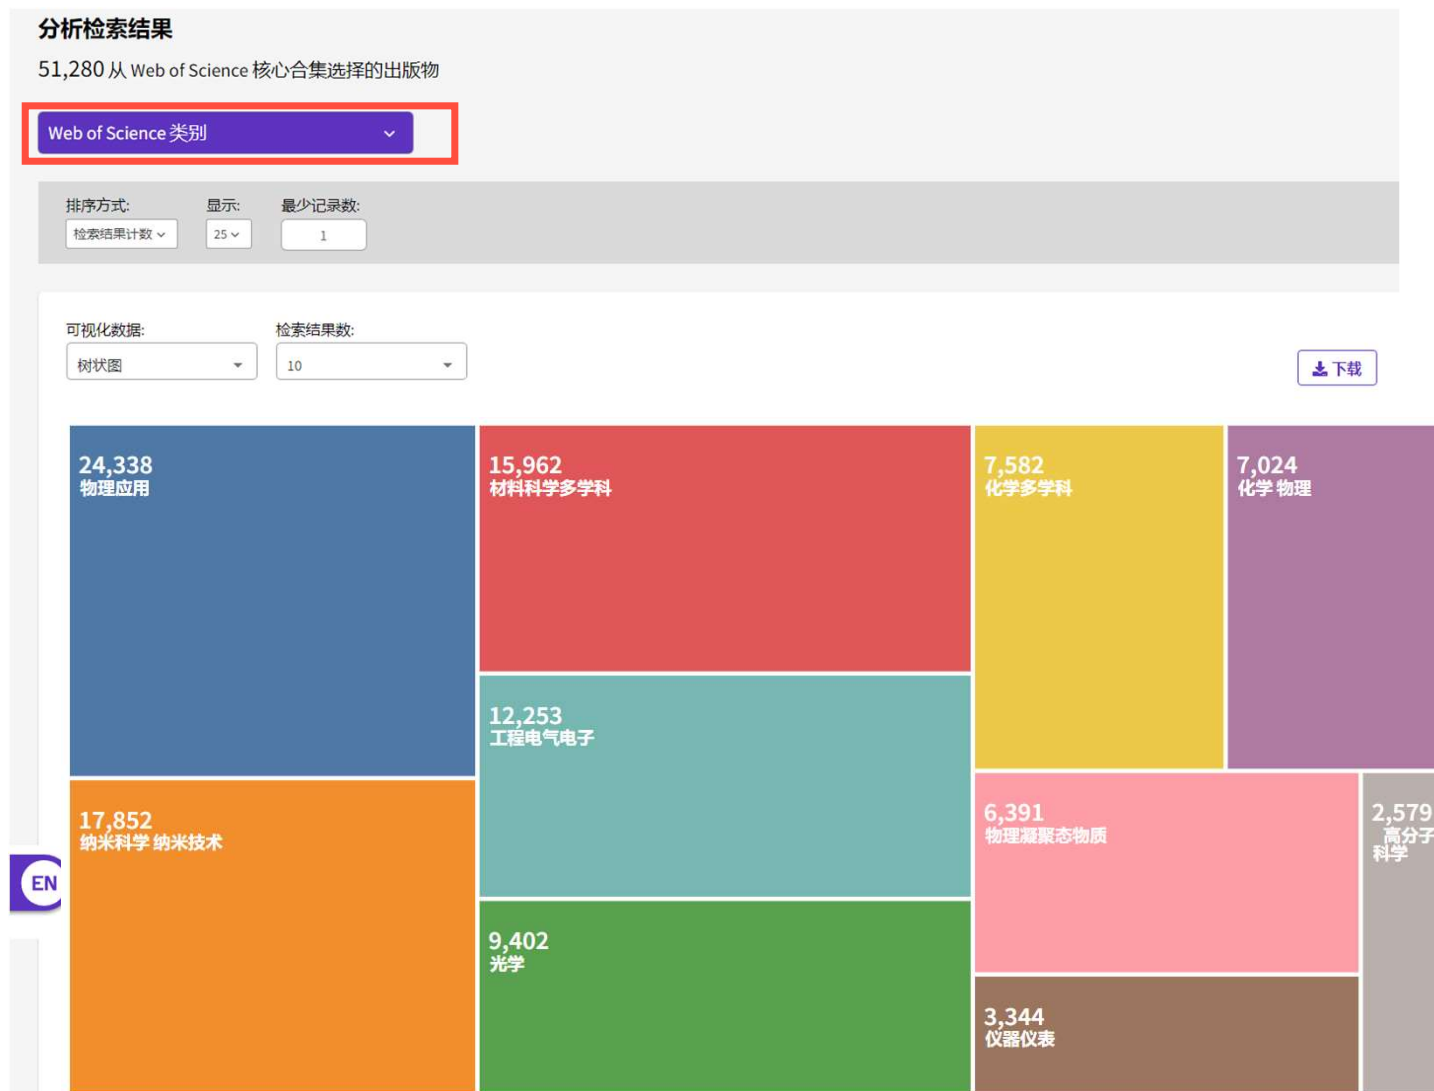 分析检索结果
51,280 从 Web of Science 核心合集选择的出版物
Web of Science 类别
排序方式: 显示: 最少记录数:
检索结果计数 25 1
可视化数据: 检索结果数:
树状图 10
下载
24,338
物理应用
15,962
材料科学多学科
7,582
化学多学科
7,024
化学 物理
12,253
工程电气电子
17,852
纳米科学 纳米技术
6,391
物理凝聚态物质
2,579
高分子
科学
EN
9,402
光学
3,344
仪器仪表